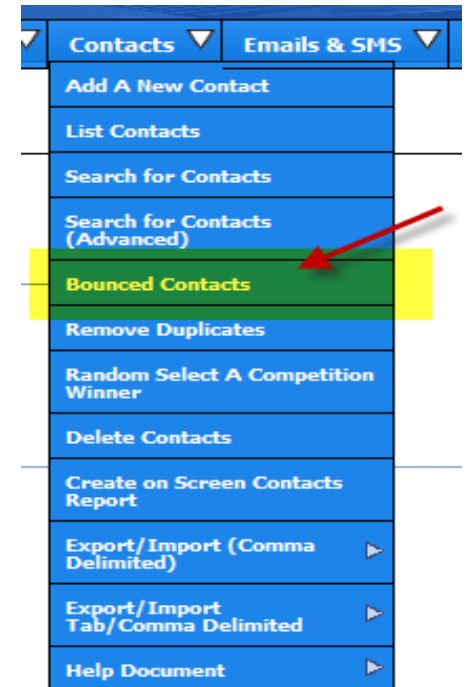 Contacts Emails & SMS
Add A New Contact
List Contacts
Search for Contacts
Search for Contacts
(Advanced)
Bounced Contacts
Remove Duplicates
Random Select A Competition
Winner
Delete Contacts
Create on Screen Contacts
Report
Export/Import (Comma
Delimited)
Export/Import
Tab/Comma Delimited
Help Document